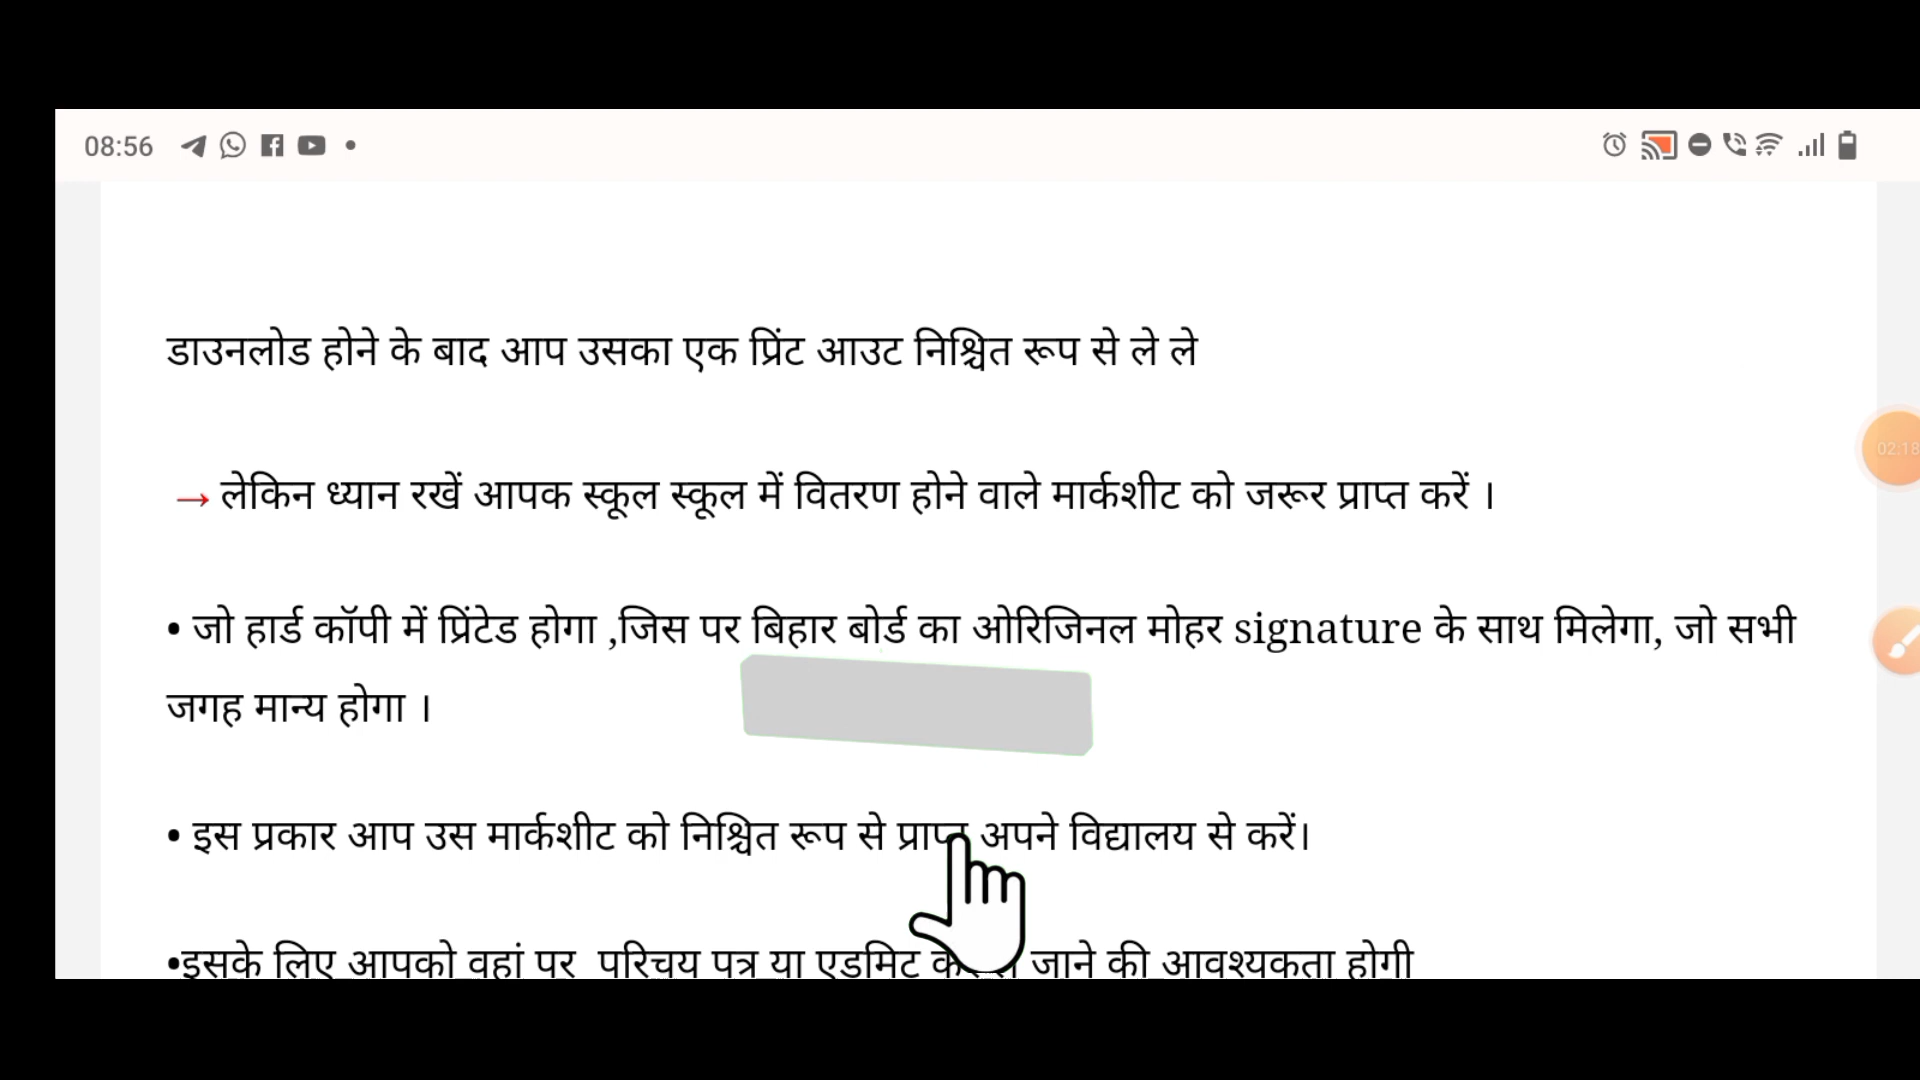 08:56
डाउनलोड होने के बाद आप उसका एक प्रिंट आउट निश्चित रूप से ले ले
→ लेकिन ध्यान रखें आपक स्कूल स्कूल में वितरण होने वाले मार्कशीट को जरूर प्राप्त करें ।
02:18
• जो हार्ड कॉपी में प्रिंटेड होगा ,जिस पर बिहार बोर्ड का ओरिजिनल मोहर signature के साथ मिलेगा, जो सभी
जगह मान्य होगा ।
• इस प्रकार आप उस मार्कशीट को निश्चित रूप से प्राप्त अपने विद्यालय से करें।
•इसके लिए आपको वहां पर परिचय पत्र या एडमिट जाने की आवश्यकता होगी